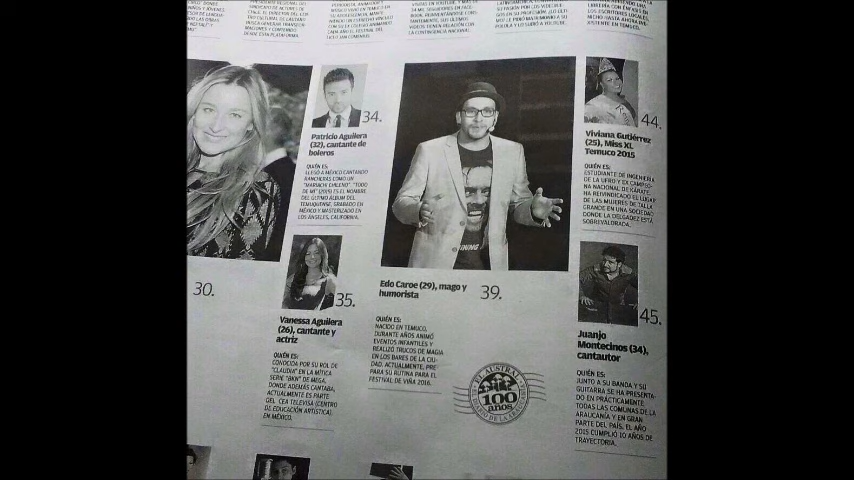 34.
Patricio Aguilera
(32), cantante de
boleros
QUIÉN ES:
LLEGÓ A MÉXICO CANTANDO
RANCHERAS COMO UN
"MARIACHI CHILENO". "TODO
DE MÍ" (2015) ES EL NOMBRE
DEL ÚLTIMO ÁLBUM DEL
TEMUQUENSE, GRABADO EN
MÉXICO Y MASTERIZADO EN
LOS ÁNGELES, CALIFORNIA.
30.
35.
Vanessa Aguilera
(26), cantante y
actriz
QUIÉN ES:
CONOCIDA POR SU ROL DE
"CLAUDIA" EN LA MÍTICA
SERIE "BKN" DE MEGA,
DONDE ADEMÁS CANTABA,
ACTUALMENTE ES PARTE
DEL CEA TELEVISA (CENTRO
DE EDUCACIÓN ARTÍSTICA),
EN MÉXICO.
Edo Caroe (29), mago y
humorista
39.
QUIÉN ES:
NACIDO EN TEMUCO,
DURANTE AÑOS ANIMÓ
EVENTOS INFANTILES Y
REALIZÓ TRUCOS DE MAGIA
EN LOS BARES DE LA CIU-
DAD. ACTUALMENTE, PRE-
PARA SU RUTINA PARA EL
FESTIVAL DE VIÑA 2016.
EL AUSTRAL
100
años
44.
Viviana Gutiérrez
(25), Miss XL
Temuco 2015
QUIÉN ES:
ESTUDIANTE DE INGENIERÍA
DE LA UFRO Y EX CAMPEO-
NA NACIONAL DE KARATE,
HA REIVINDICADO EL LUGAR
DE LAS MUJERES DE TALLA
GRANDE EN UNA SOCIEDAD
DONDE LA DELGADEZ ESTÁ
SOBREVALORADA.
45.
Juanjo
Montecinos (34),
cantautor
QUIÉN ES:
JUNTO A SU BANDA Y SU
GUITARRA SE HA PRESENTA-
DO EN PRÁCTICAMENTE
TODAS LAS COMUNAS DE LA
ARAUCANÍA Y EN GRAN
PARTE DEL PAÍS. EL AÑO
2015 CUMPLIÓ 10 AÑOS DE
TRAYECTORIA.